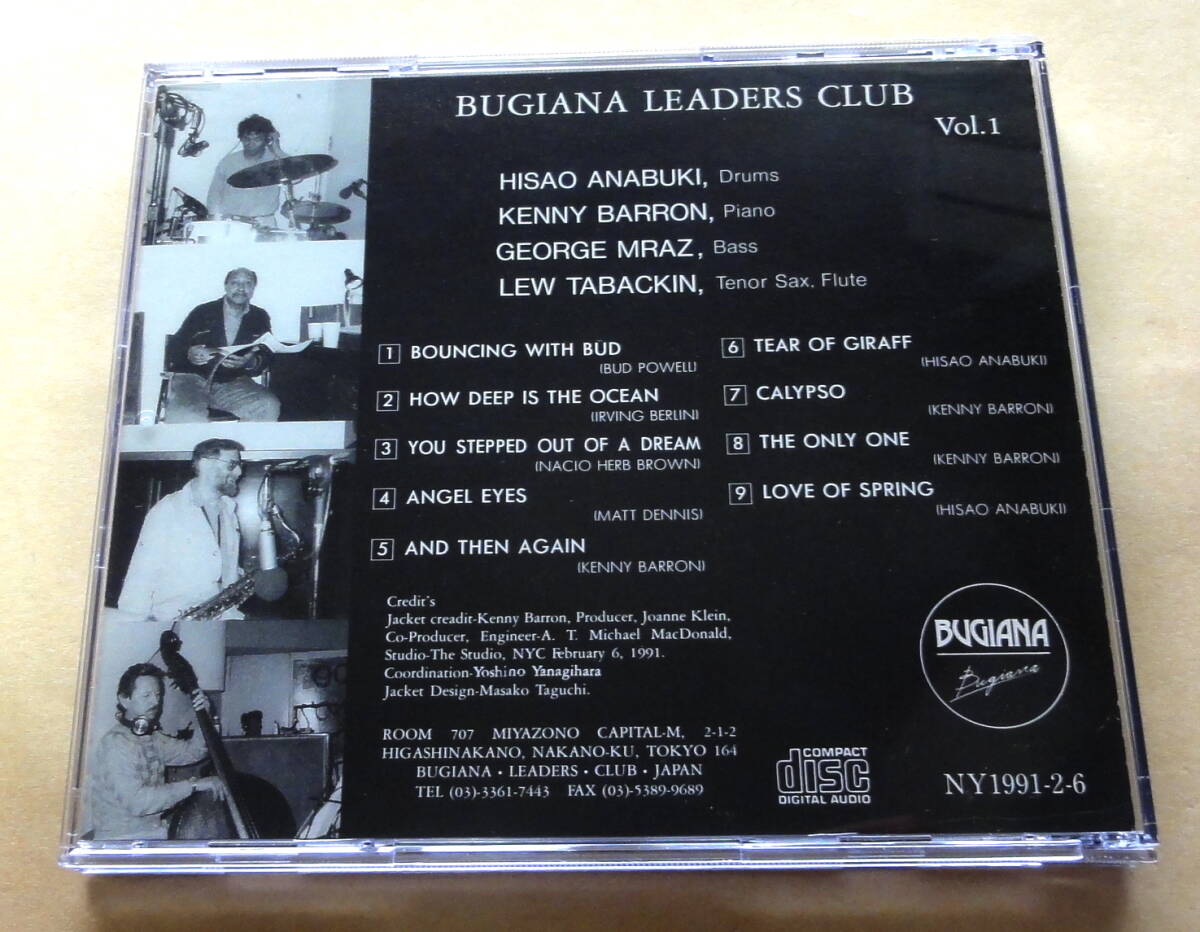 BUGIANA LEADERS CLUB
Vol.1
HISAO ANABUKI, Drums
KENNY BARRON, Piano
GEORGE MRAZ, Bass
LEW TABACKIN, Tenor Sax, Flute
1 BOUNCING WITH BUD
(BUD POWELL)
2 HOW DEEP IS THE OCEAN
(IRVING BERLIN)
3 YOU STEPPED OUT OF A DREAM
(NACIO HERB BROWN)
4 ANGEL EYES
(MATT DENNIS)
5 AND THEN AGAIN
(KENNY BARRON)
6 TEAR OF GIRAFF
(HISAO ANABUKI)
7 CALYPSO
(KENNY BARRON)
8 THE ONLY ONE
(KENNY BARRON)
9 LOVE OF SPRING
(HISAO ANABUKI)
Credit's
Jacket creadit-Kenny Barron, Producer, Joanne Klein,
Co-Producer, Engineer-A. T. Michael MacDonald,
Studio-The Studio, NYC February 6, 1991.
Coordination-Yoshino Yanagihara
Jacket Design-Masako Taguchi.
ROOM 707 MIYAZONO CAPITAL-M, 2-1-2
HIGASHINAKANO, NAKANO-KU, TOKYO 164
BUGIANA・LEADERS・CLUB・JAPAN
TEL (03)-3361-7443 FAX (03)-5389-9689
BUGIANA
Bugiana
COMPACT
disc
DIGITAL AUDIO
NY1991-2-6